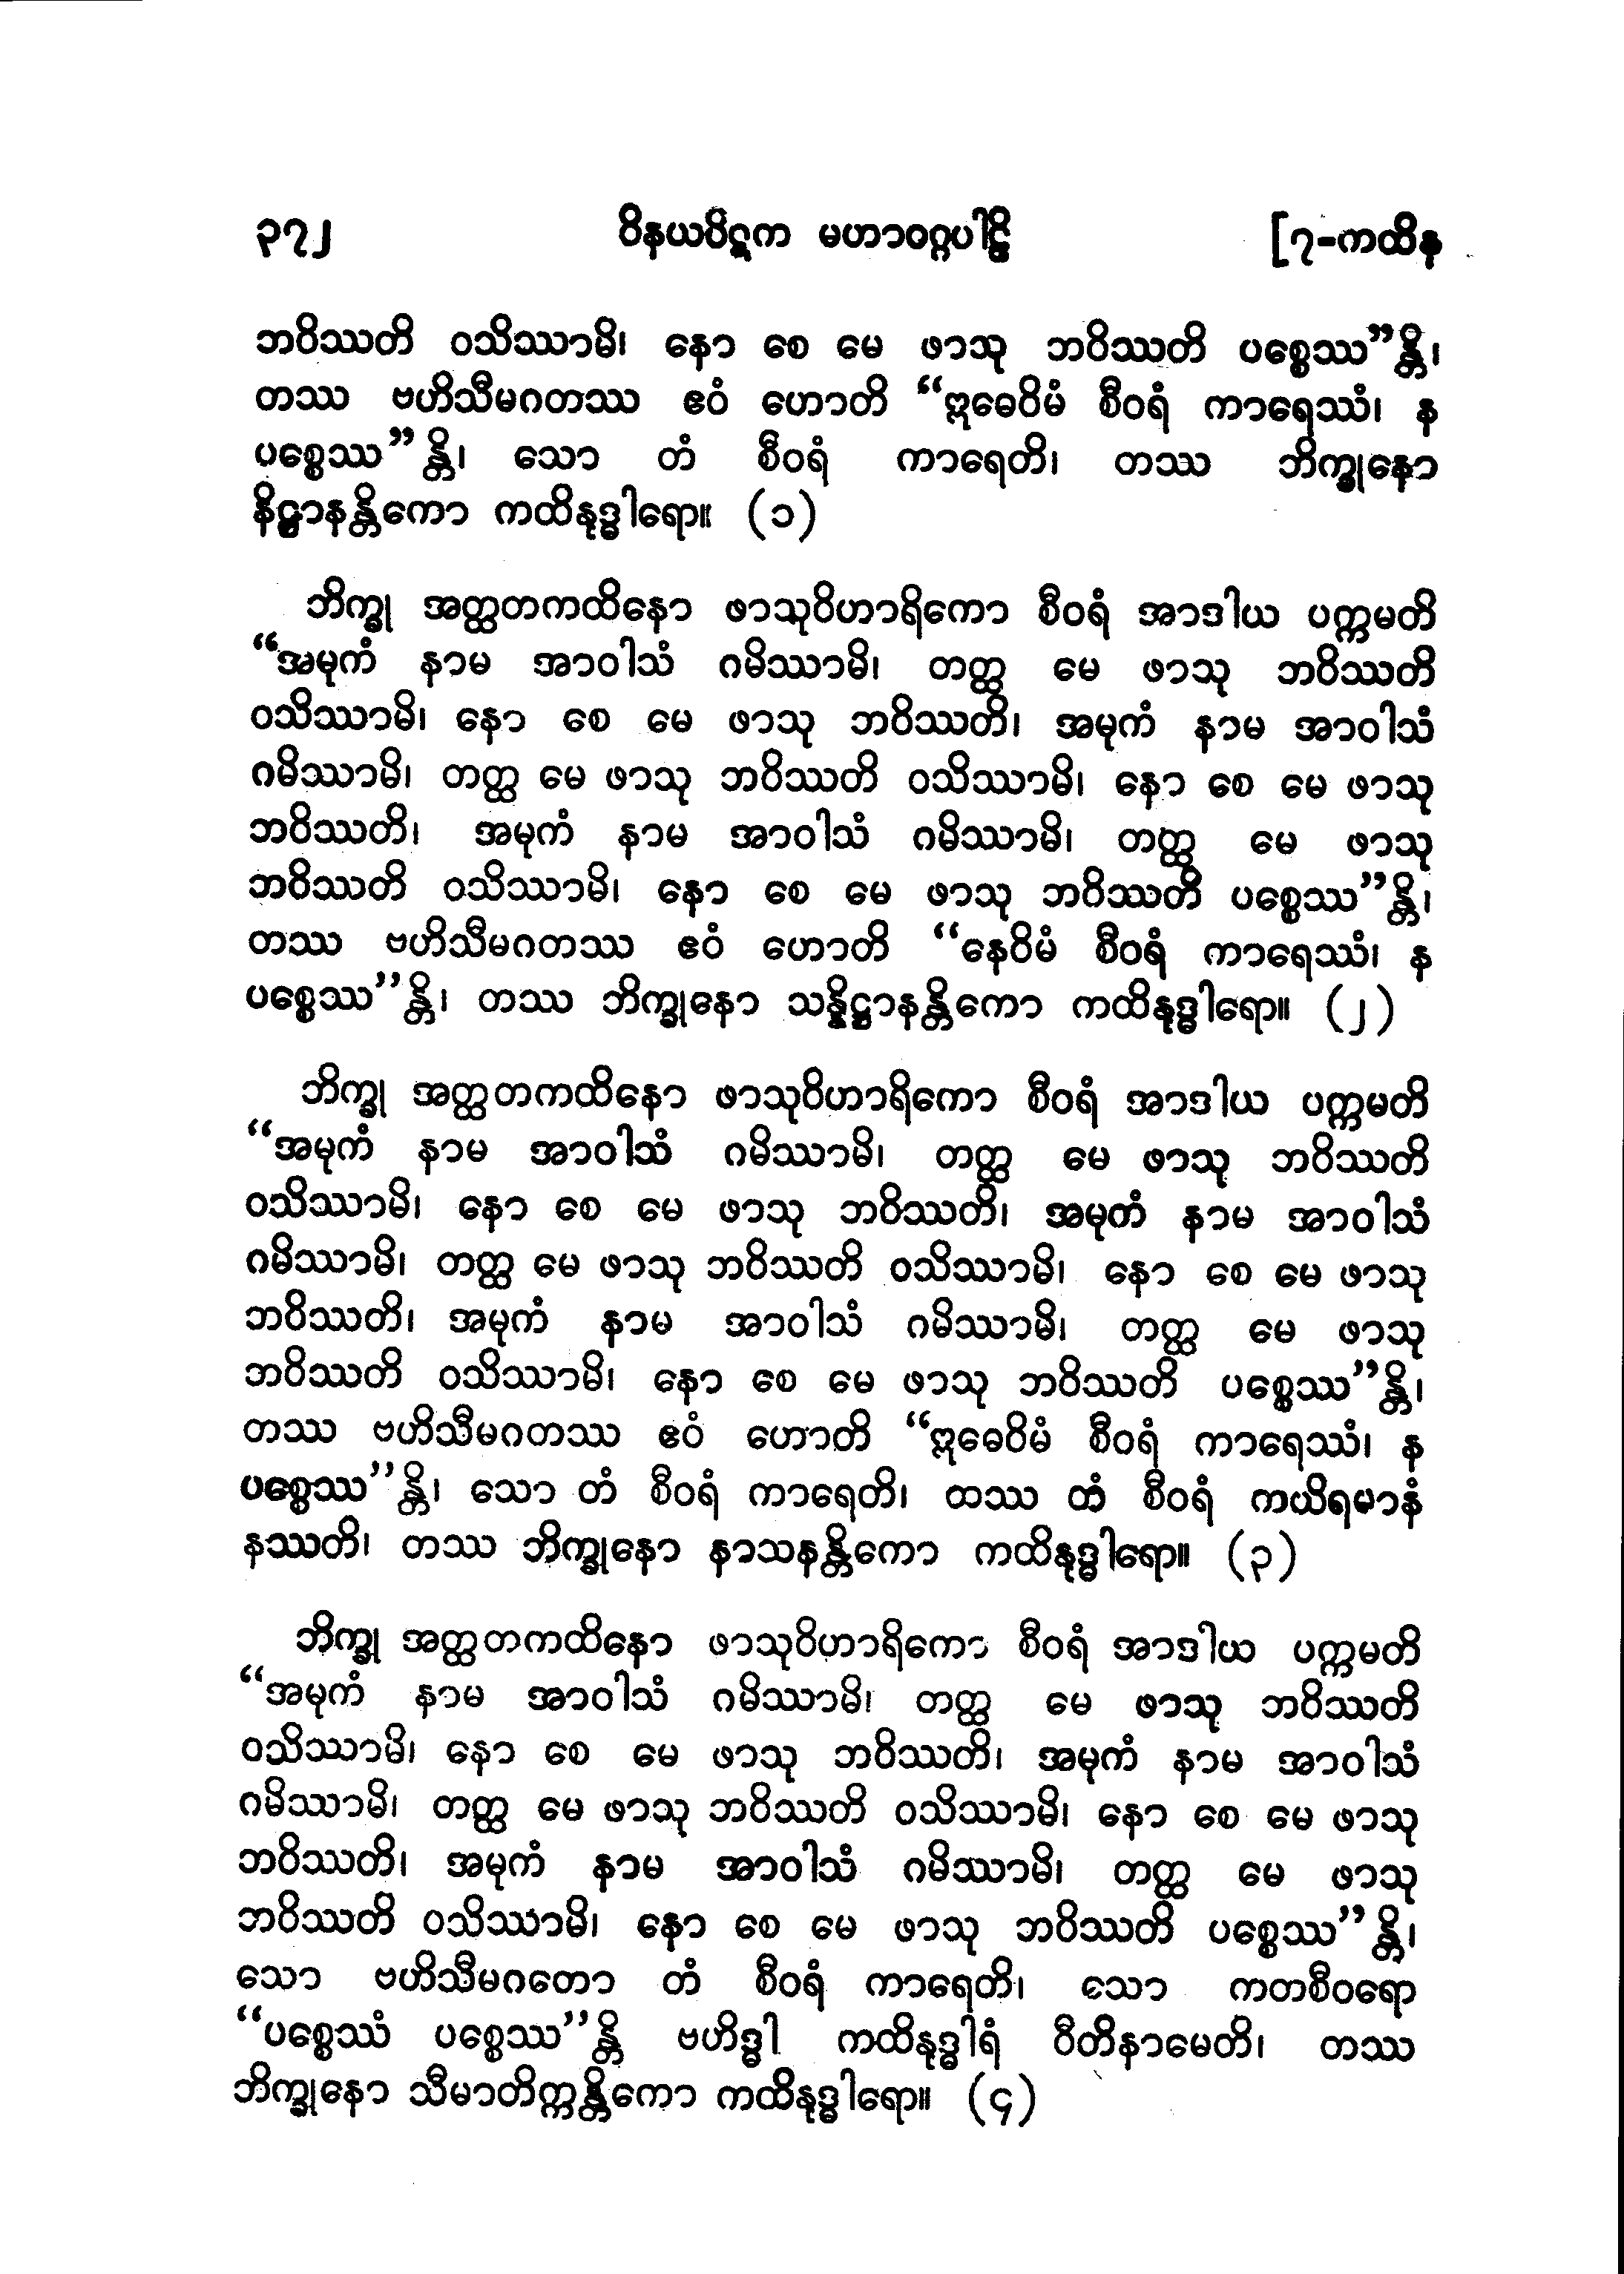 ၃၇၂ ဝိနယပိဋက မဟာဝဂ္ဂပါဠိ [၇-ကထိန
ဘဝိဿတိ ဝသိဿာမိ၊ နော စေ မေ ဖာသု ဘဝိဿတိ ပစ္စေဿ”န္တိ၊
တဿ ဗဟိသီမဂတဿ ဧဝံ ဟောတိ “ဣဓေဝိမံ စီဝရံ ကာရေဿံ၊ န
ပစ္စေဿ”န္တိ၊ သော တံ စီဝရံ ကာရေတိ၊ တဿ ဘိက္ခုနော
နိဋ္ဌာနန္တိကော ကထိနုဒ္ဓါရော။ (၁)
ဘိက္ခု အတ္ထတကထိနော ဖာသုဝိဟာရိကော စီဝရံ အာဒါယ ပက္ကမတိ
“အမုကံ နာမ အာဝါသံ ဂမိဿာမိ၊ တတ္ထ မေ ဖာသု ဘဝိဿတိ
ဝသိဿာမိ၊ နော စေ မေ ဖာသု ဘဝိဿတိ၊ အမုကံ နာမ အာဝါသံ
ဂမိဿာမိ၊ တတ္ထ မေ ဖာသု ဘဝိဿတိ ဝသိဿာမိ၊ နော စေ မေ ဖာသု
ဘဝိဿတိ၊ အမုကံ နာမ အာဝါသံ ဂမိဿာမိ၊ တတ္ထ မေ ဖာသု
ဘဝိဿတိ ဝသိဿာမိ၊ နော စေ မေ ဖာသု ဘဝိဿတိ ပစ္စေဿ”န္တိ၊
တဿ ဗဟိသီမဂတဿ ဧဝံ ဟောတိ “နေဝိမံ စီဝရံ ကာရေဿံ၊ န
ပစ္စေဿ”န္တိ၊ တဿ ဘိက္ခုနော သန္နိဋ္ဌာနန္တိကော ကထိနုဒ္ဓါရော။ (၂)
ဘိက္ခု အတ္ထတကထိနော ဖာသုဝိဟာရိကော စီဝရံ အာဒါယ ပက္ကမတိ
“အမုကံ နာမ အာဝါသံ ဂမိဿာမိ၊ တတ္ထ မေ ဖာသု ဘဝိဿတိ
ဝသိဿာမိ၊ နော စေ မေ ဖာသု ဘဝိဿတိ၊ အမုကံ နာမ အာဝါသံ
ဂမိဿာမိ၊ တတ္ထ မေ ဖာသု ဘဝိဿတိ ဝသိဿာမိ၊ နော စေ မေ ဖာသု
ဘဝိဿတိ၊ အမုကံ နာမ အာဝါသံ ဂမိဿာမိ၊ တတ္ထ မေ ဖာသု
ဘဝိဿတိ ဝသိဿာမိ၊ နော စေ မေ ဖာသု ဘဝိဿတိ ပစ္စေဿ”န္တိ၊
တဿ ဗဟိသီမဂတဿ ဧဝံ ဟောတိ “ဣဓေဝိမံ စီဝရံ ကာရေဿံ၊ န
ပစ္စေဿ”န္တိ၊ သော တံ စီဝရံ ကာရေတိ၊ တဿ တံ စီဝရံ ကယိရမာနံ
နဿတိ၊ တဿ ဘိက္ခုနော နာသနန္တိကော ကထိနုဒ္ဓါရော။ (၃)
ဘိက္ခု အတ္ထတကထိနော ဖာသုဝိဟာရိကော စီဝရံ အာဒါယ ပက္ကမတိ
“အမုကံ နာမ အာဝါသံ ဂမိဿာမိ၊ တတ္ထ မေ ဖာသု ဘဝိဿတိ
ဝသိဿာမိ၊ နော စေ မေ ဖာသု ဘဝိဿတိ၊ အမုကံ နာမ အာဝါသံ
ဂမိဿာမိ၊ တတ္ထ မေ ဖာသု ဘဝိဿတိ ဝသိဿာမိ၊ နော စေ မေ ဖာသု
ဘဝိဿတိ၊ အမုကံ နာမ အာဝါသံ ဂမိဿာမိ၊ တတ္ထ မေ ဖာသု
ဘဝိဿတိ ဝသိဿာမိ၊ နော စေ မေ ဖာသု ဘဝိဿတိ ပစ္စေဿ”န္တိ၊
သော ဗဟိသီမဂတော တံ စီဝရံ ကာရေတိ၊ သော ကတစီဝရော
“ပစ္စေဿံ ပစ္စေဿ”န္တိ ဗဟိဒ္ဓါ ကထိနုဒ္ဓါရံ ဝီတိနာမေတိ၊ တဿ
ဘိက္ခုနော သီမာတိက္ကန္တိကော ကထိနုဒ္ဓါရော။ (၄)